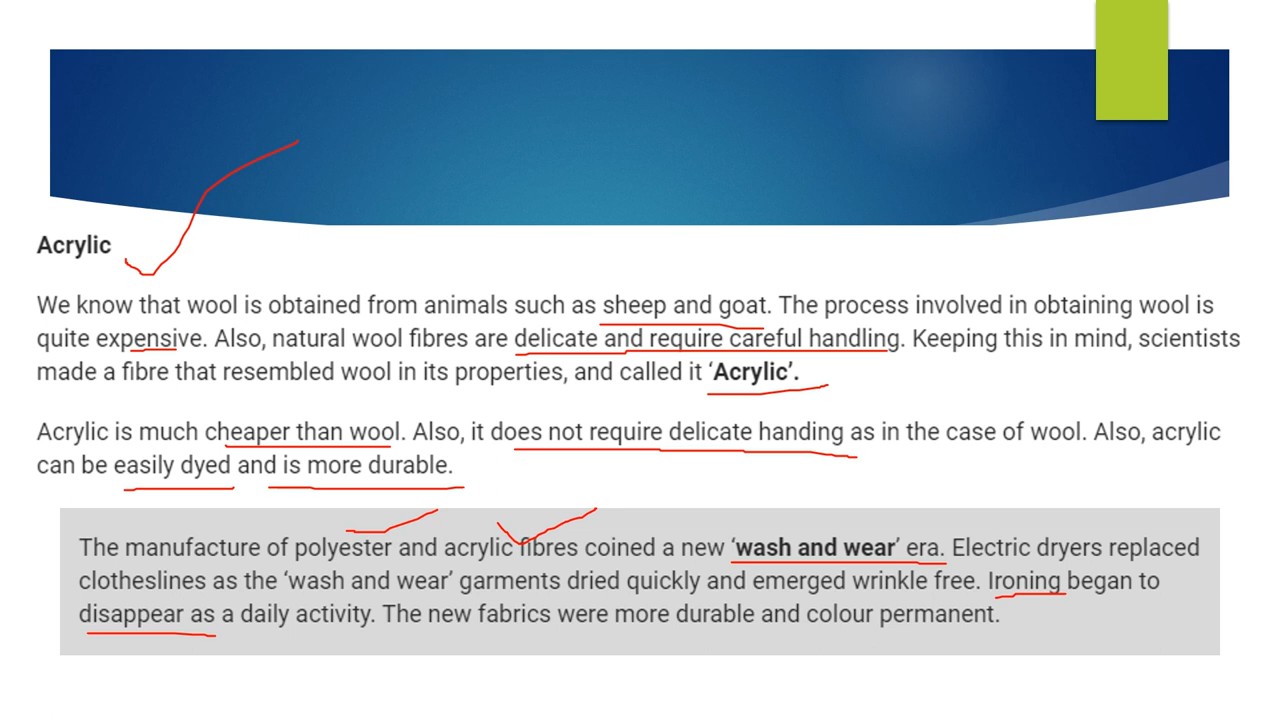 Acrylic
We know that wool is obtained from animals such as sheep and goat. The process involved in obtaining wool is
quite expensive. Also, natural wool fibres are delicate and require careful handling. Keeping this in mind, scientists
made a fibre that resembled wool in its properties, and called it ‘Acrylic’.
Acrylic is much cheaper than wool. Also, it does not require delicate handing as in the case of wool. Also, acrylic
can be easily dyed and is more durable.
The manufacture of polyester and acrylic fibres coined a new ‘wash and wear’ era. Electric dryers replaced
clotheslines as the ‘wash and wear’ garments dried quickly and emerged wrinkle free. Ironing began to
disappear as a daily activity. The new fabrics were more durable and colour permanent.